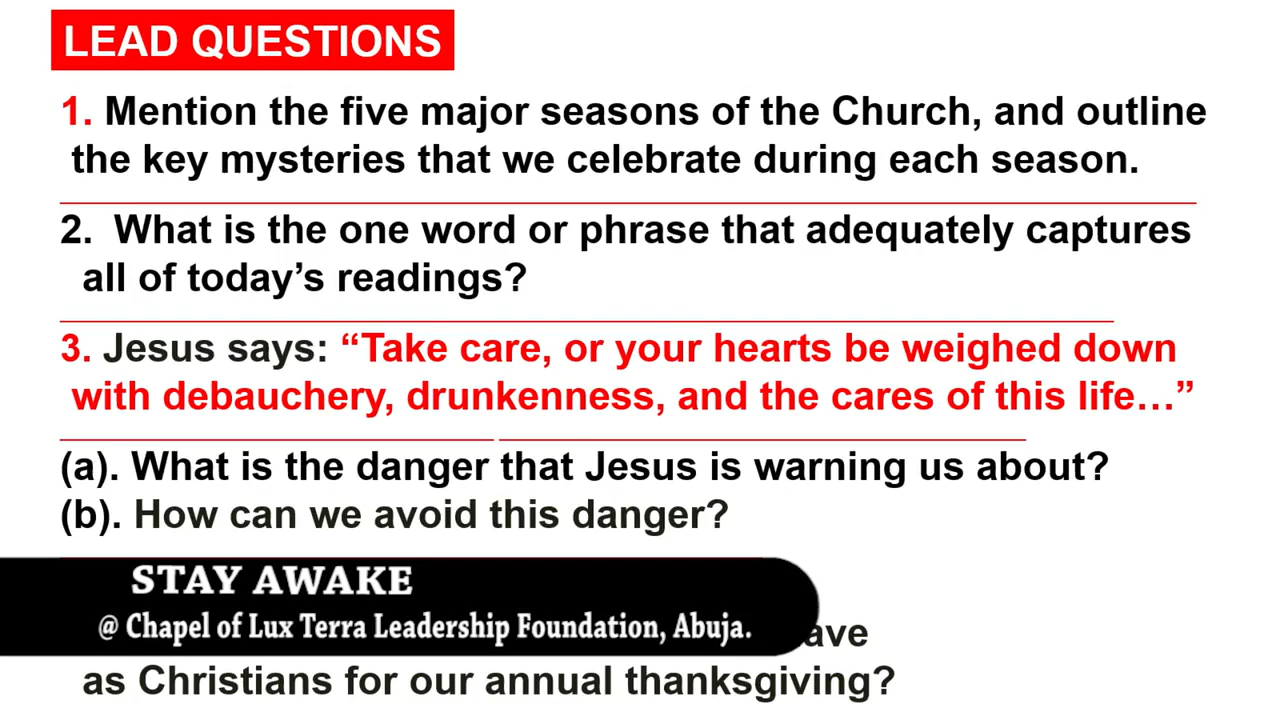 LEAD QUESTIONS
1. Mention the five major seasons of the Church, and outline
the key mysteries that we celebrate during each season.
2. What is the one word or phrase that adequately captures
all of today’s readings?
3. Jesus says: “Take care, or your hearts be weighed down
with debauchery, drunkenness, and the cares of this life…”
(a). What is the danger that Jesus is warning us about?
(b). How can we avoid this danger?
STAY AWAKE
@ Chapel of Lux Terra Leadership Foundation, Abuja.
as Christians for our annual thanksgiving?